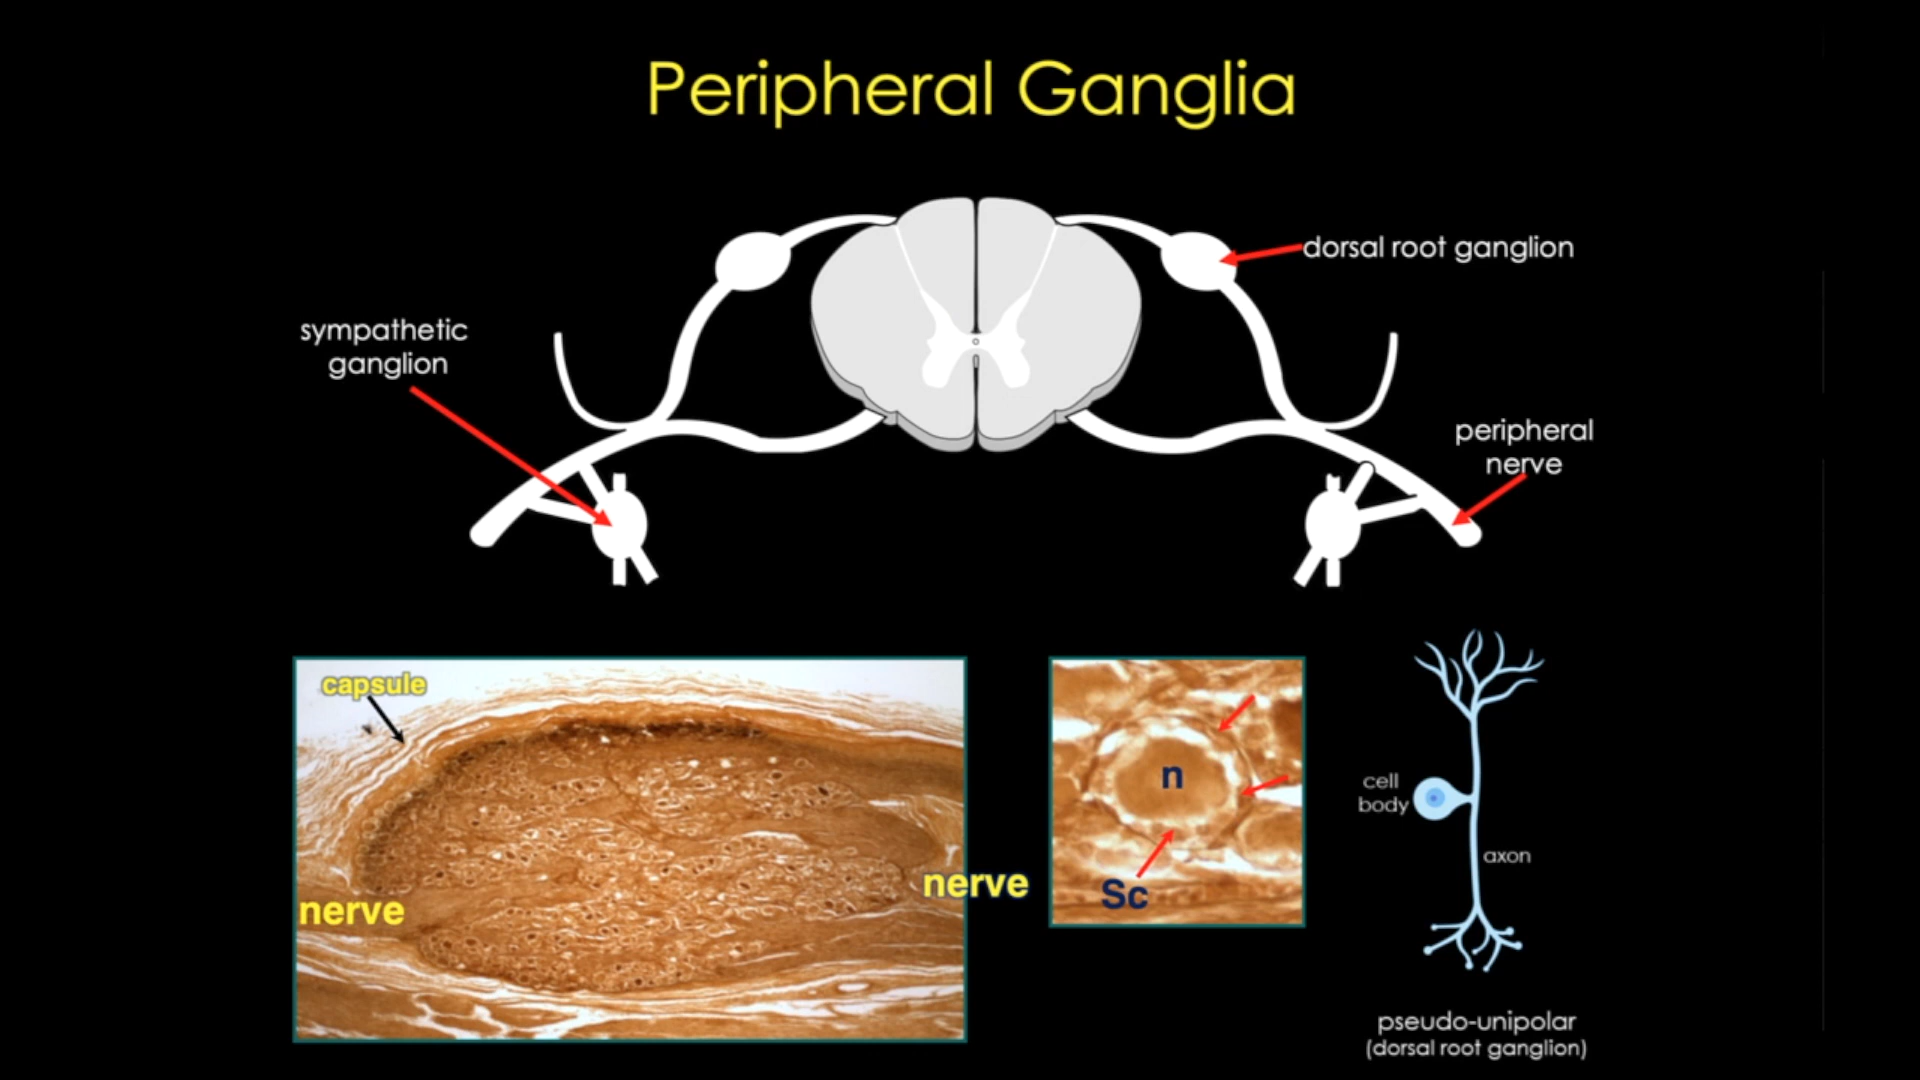 Peripheral Ganglia
dorsal root ganglion
sympathetic
ganglion
peripheral
nerve
capsule
nerve
nerve
n
Sc
cell
body
axon
pseudo-unipolar
(dorsal root ganglion)